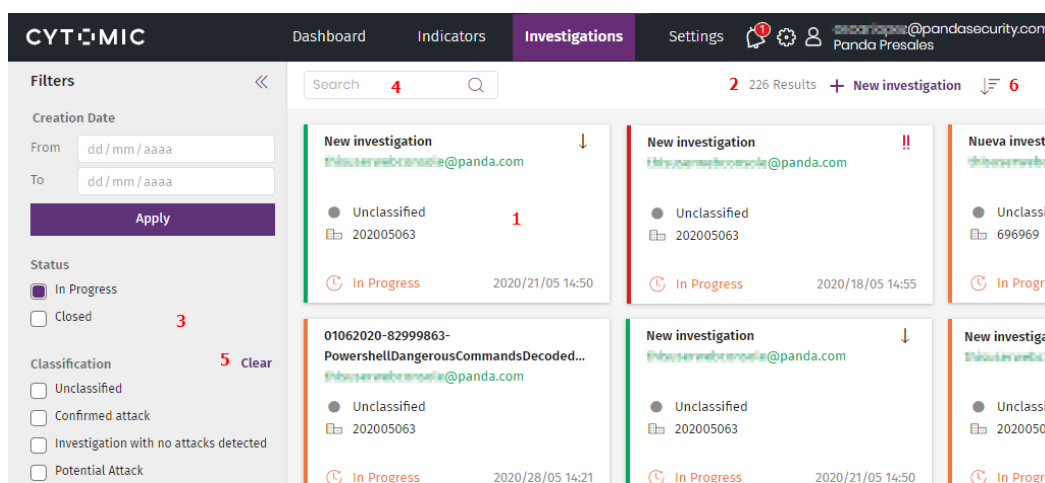 CYTOMIC
Dashboard Indicators Investigations Settings 1 @pandasecurity.com
Panda Presales
Filters
Search 4 2 226 Results + New investigation 6
Creation Date
From dd/mm/aaaa
To dd/mm/aaaa
Apply
Status
In Progress
Closed
3
Classification 5 Clear
Unclassified
Confirmed attack
Investigation with no attacks detected
Potential Attack
New investigation
@panda.com
Unclassified 1
202005063
In Progress 2020/21/05 14:50
New investigation !!
@panda.com
Unclassified
202005063
In Progress 2020/18/05 14:55
Nueva invest
Unclassi
696969
In Progr
01062020-82999863-
PowershellDangerousCommandsDecoded...
@panda.com
Unclassified
202005063
In Progress 2020/28/05 14:21
New investigation
@panda.com
Unclassified
202005063
In Progress 2020/21/05 14:50
New investiga
Unclassi
2020050
In Progr